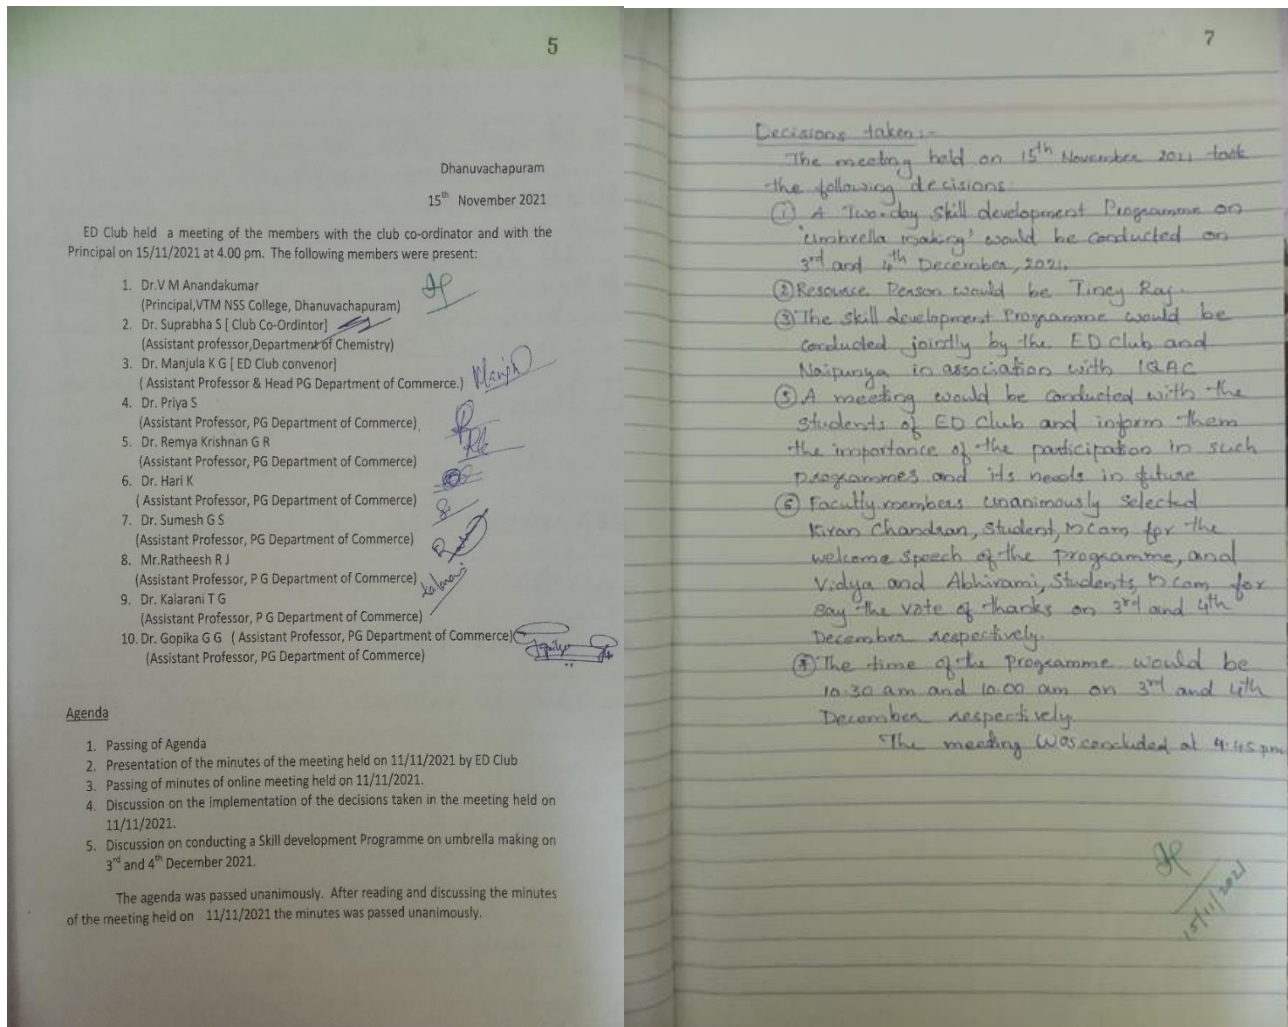 5
Dhanuvachapuram
15th November 2021
ED Club held a meeting of the members with the club co-ordinator and with the
Principal on 15/11/2021 at 4.00 pm. The following members were present:
1. Dr.V M Anandakumar
(Principal,VTM NSS College, Dhanuvachapuram)
2. Dr. Suprabha S [ Club Co-Ordintor]
(Assistant professor,Department of Chemistry)
3. Dr. Manjula K G [ ED Club convenor]
( Assistant Professor & Head PG Department of Commerce.)
4. Dr. Priya S
(Assistant Professor, PG Department of Commerce)
5. Dr. Remya Krishnan G R
(Assistant Professor, PG Department of Commerce)
6. Dr. Hari K
( Assistant Professor, PG Department of Commerce)
7. Dr. Sumesh G S
(Assistant Professor, PG Department of Commerce)
8. Mr.Ratheesh R J
(Assistant Professor, P G Department of Commerce)
9. Dr. Kalarani T G
(Assistant Professor, P G Department of Commerce)
10. Dr. Gopika G G ( Assistant Professor, PG Department of Commerce)
(Assistant Professor, PG Department of Commerce)
Agenda
1. Passing of Agenda
2. Presentation of the minutes of the meeting held on 11/11/2021 by ED Club
3. Passing of minutes of online meeting held on 11/11/2021.
4. Discussion on the implementation of the decisions taken in the meeting held on
11/11/2021.
5. Discussion on conducting a Skill development Programme on umbrella making on
3rd and 4th December 2021.
The agenda was passed unanimously. After reading and discussing the minutes
of the meeting held on 11/11/2021 the minutes was passed unanimously.
7
Decisions taken:-
The meeting held on 15th November 2021 took
the following decisions:
① A Two-day Skill development Programme on
'umbrella making' would be conducted on
3rd and 4th December, 2021.
② Resource Person would be Tincy Raj.
③ The skill development Programme would be
conducted jointly by the ED Club and
Naipunya in association with IQAC
⑤ A meeting would be conducted with the
students of ED Club and inform them
the importance of the participation in such
programmes and its needs in future
⑥ Faculty members unanimously selected
Kiran Chandran, Student, M Com for the
welcome speech of the programme, and
Vidya and Abhirami, Students, M com for
say the vote of thanks on 3rd and 4th
December respectively.
⑦ The time of the Programme would be
10.30 am and 10.00 am on 3rd and 4th
December respectively
The meeting was concluded at 4.45 pm
15/11/2021